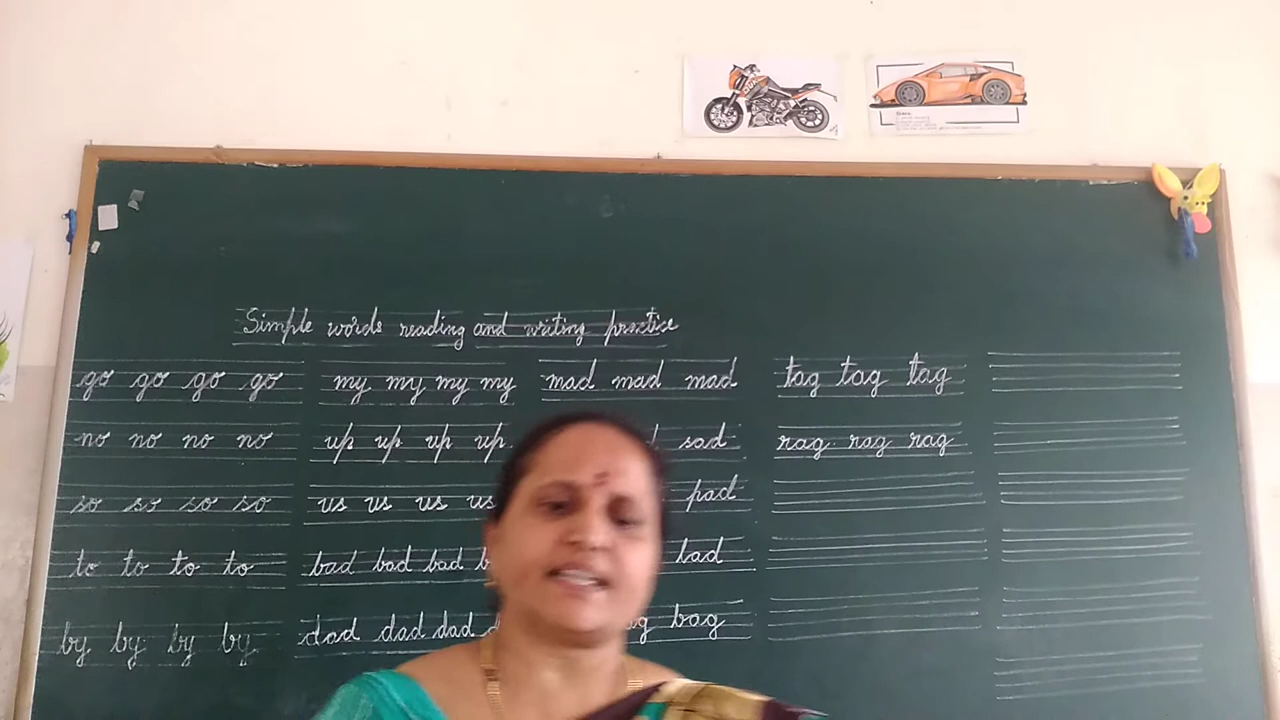 Simple words reading and writing practice
go go go go my my my my mad mad mad tag tag tag
no no no no up up up up sad rag rag rag
so so so so us us us us pad
to to to to bad bad bad
by by by by dad dad dad bag